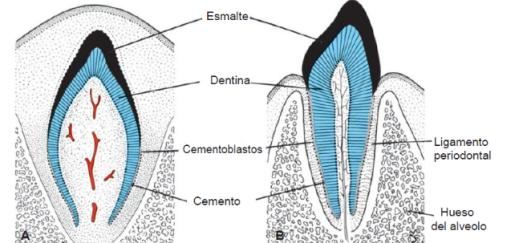 Esmalte
Dentina
Cementoblastos
Ligamento
periodontal
Cemento
Hueso
del alveolo
A
B